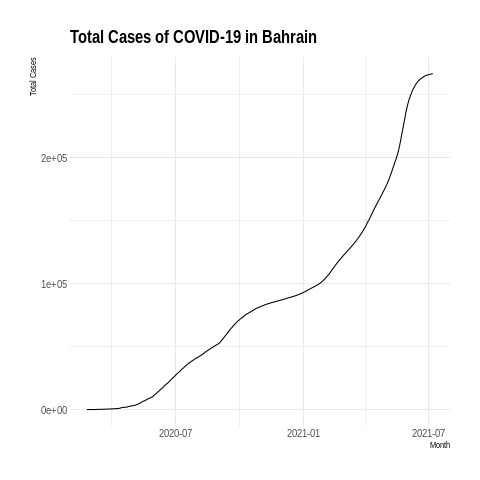 Total Cases of COVID-19 in Bahrain
Total Cases
2e+05
1e+05
0e+00
2020-07 2021-01 2021-07
Month